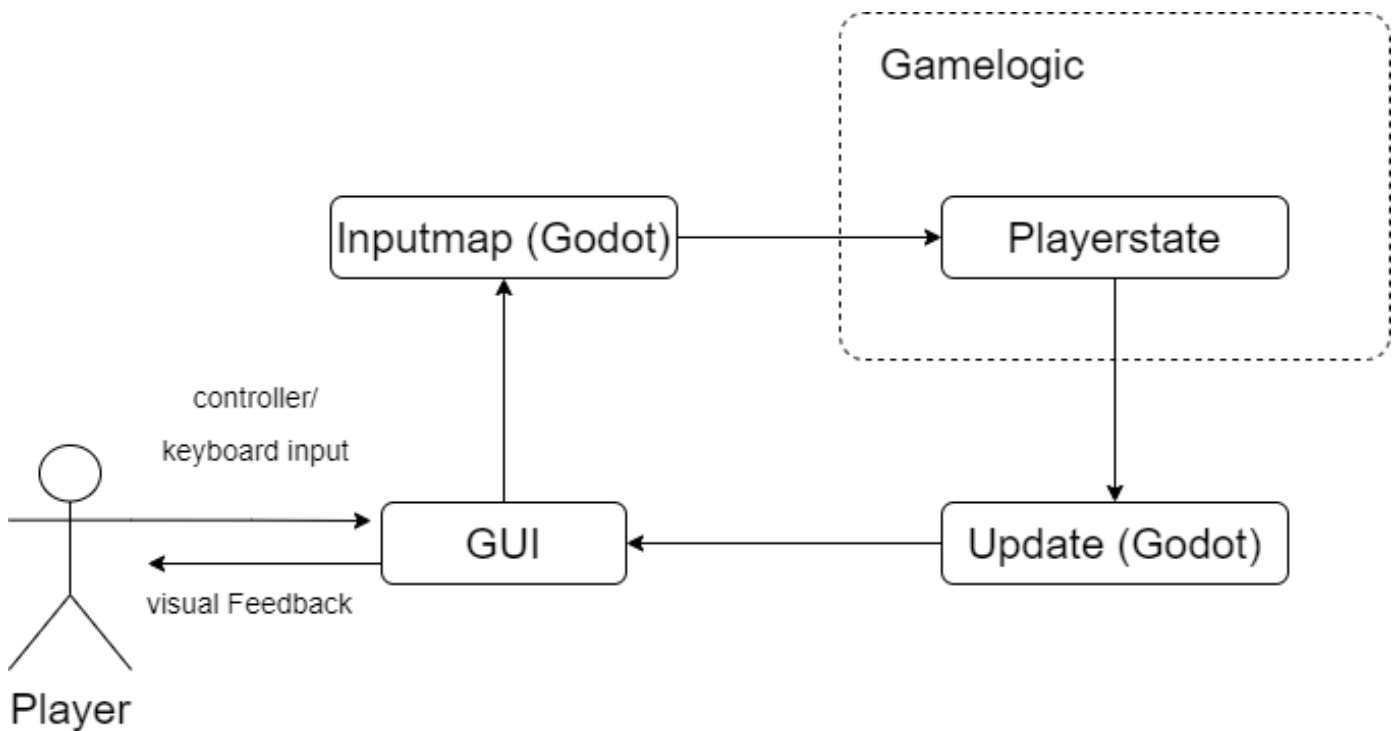 Gamelogic
Inputmap (Godot)
Playerstate
controller/
keyboard input
GUI
Update (Godot)
visual Feedback
Player